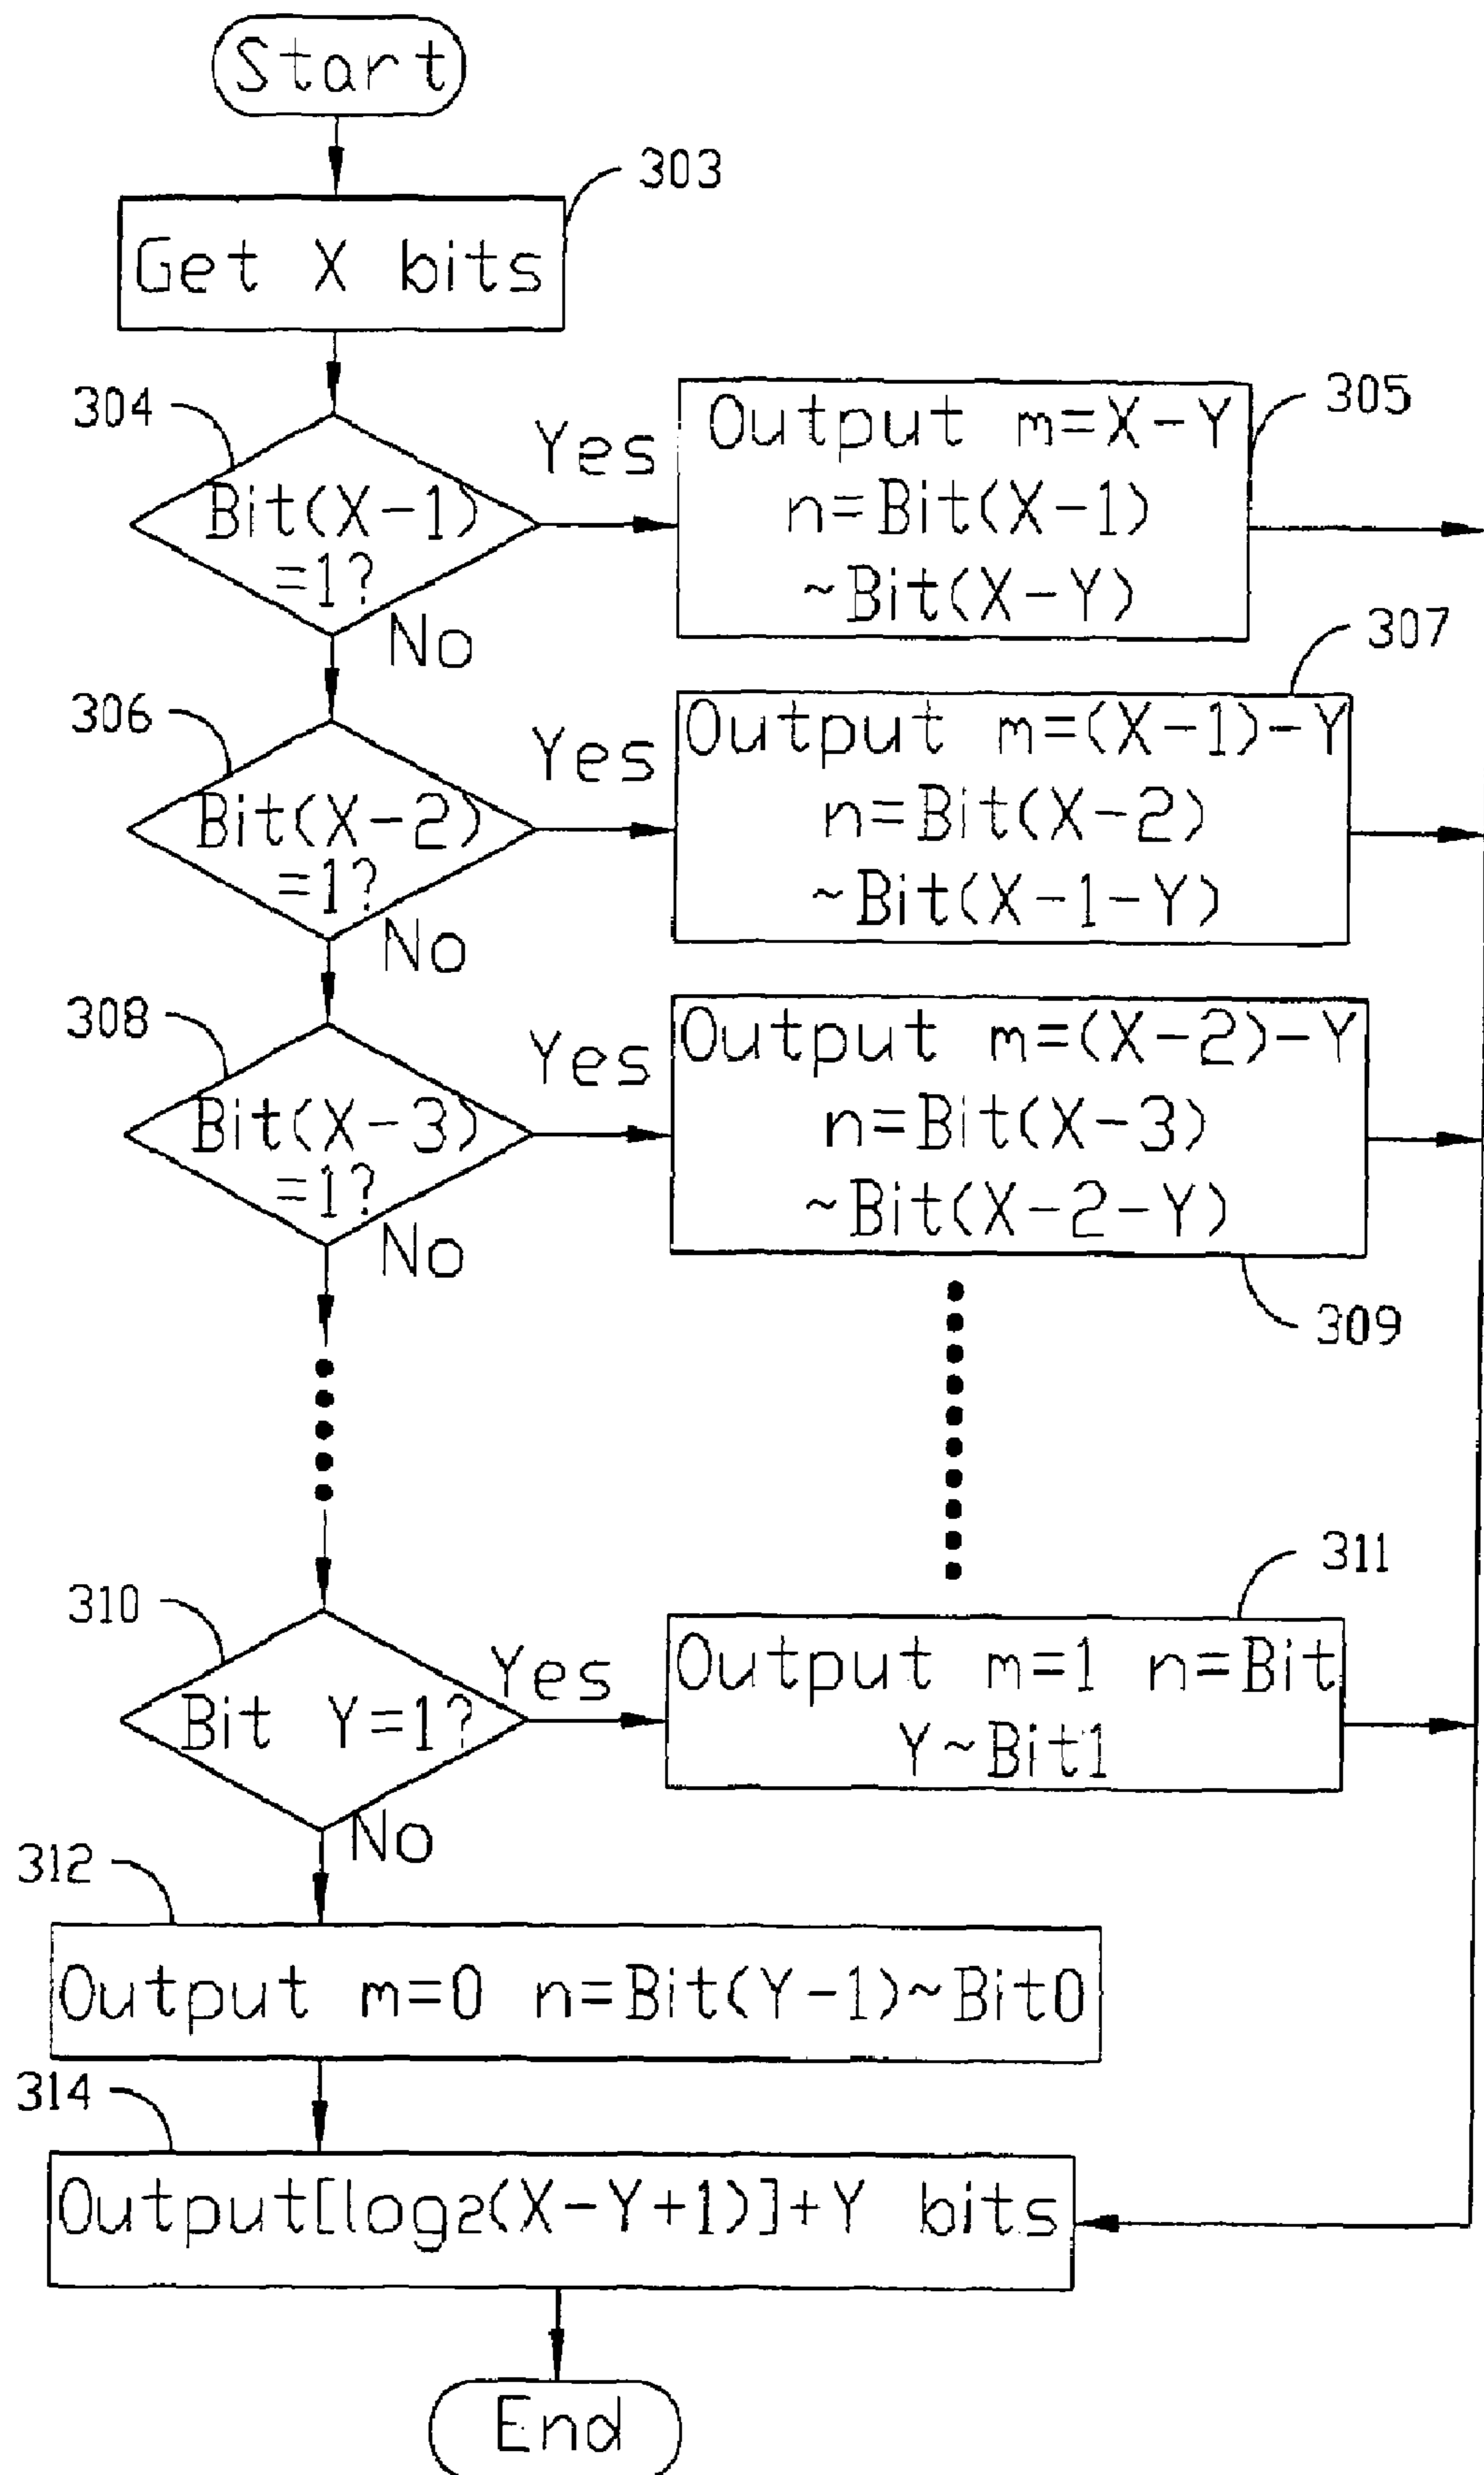 Start
303
Get X bits
304
Bit(X-1)
=1?
Yes
No
Output m=X-Y
n=Bit(X-1)
~Bit(X-Y)
305
306
Bit(X-2)
=1?
Yes
No
Output m=(X-1)-Y
n=Bit(X-2)
~Bit(X-1-Y)
307
308
Bit(X-3)
=1?
Yes
No
Output m=(X-2)-Y
n=Bit(X-3)
~Bit(X-2-Y)
309
310
Bit Y=1?
Yes
No
Output m=1 n=Bit
Y~Bit1
311
312
Output m=0 n=Bit(Y-1)~Bit0
314
Output[log2(X-Y+1)]+Y bits
End